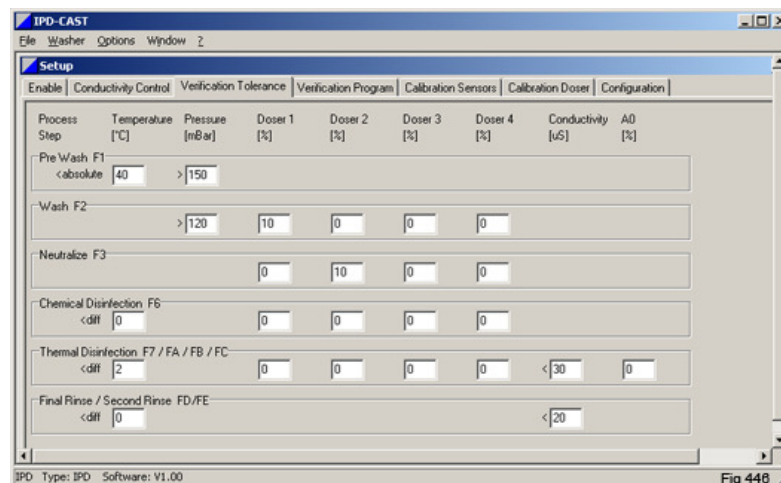 IPD-CAST
File Washer Options Window ?
Setup
Enable Conductivity Control Verification Tolerance Verification Program Calibration Sensors Calibration Doser Configuration
Process Temperature Pressure Doser 1 Doser 2 Doser 3 Doser 4 Conductivity A0
Step [°C] [mBar] [%] [%] [%] [%] [uS] [%]
Pre Wash F1
<absolute 40 > 150
Wash F2
> 120 10 0 0 0
Neutralize F3
0 10 0 0
Chemical Disinfection F6
<diff 0 0 0 0 0
Thermal Disinfection F7 / FA / FB / FC
<diff 2 0 0 0 0 < 30 0
Final Rinse / Second Rinse FD/FE
<diff 0 < 20
IPD Type: IPD Software: V1.00
Fig 446